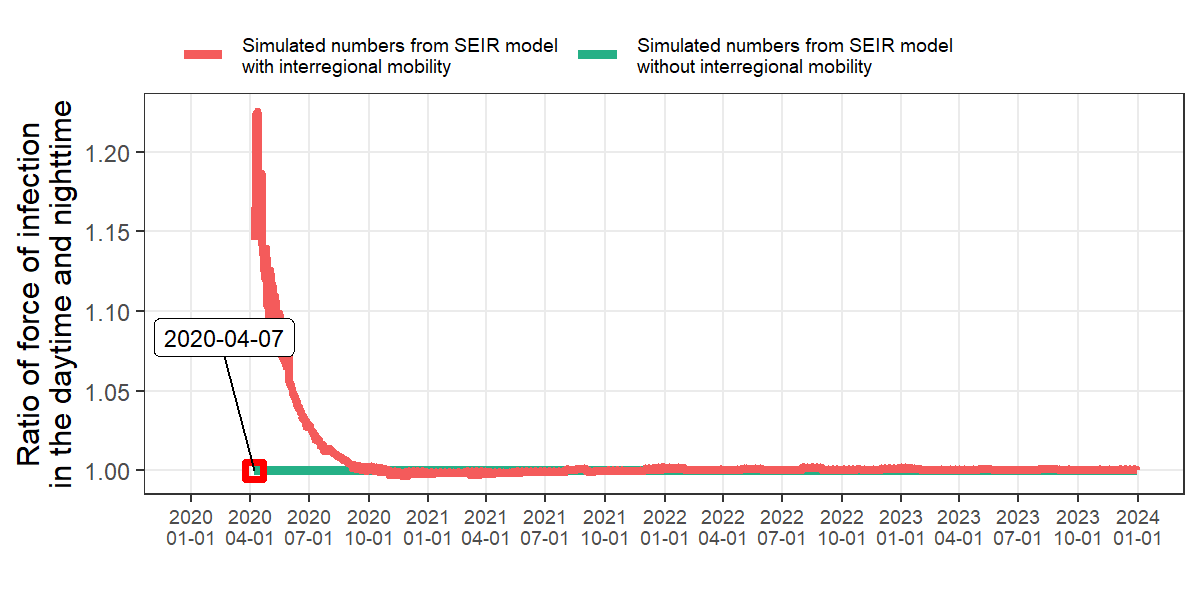 Simulated numbers from SEIR model
with interregional mobility
Simulated numbers from SEIR model
without interregional mobility
Ratio of force of infection
in the daytime and nighttime
1.20
1.15
1.10
1.05
1.00
2020-04-07
2020 2020 2020 2020 2021 2021 2021 2021 2022 2022 2022 2022 2023 2023 2023 2023 2024
01-01 04-01 07-01 10-01 01-01 04-01 07-01 10-01 01-01 04-01 07-01 10-01 01-01 04-01 07-01 10-01 01-01